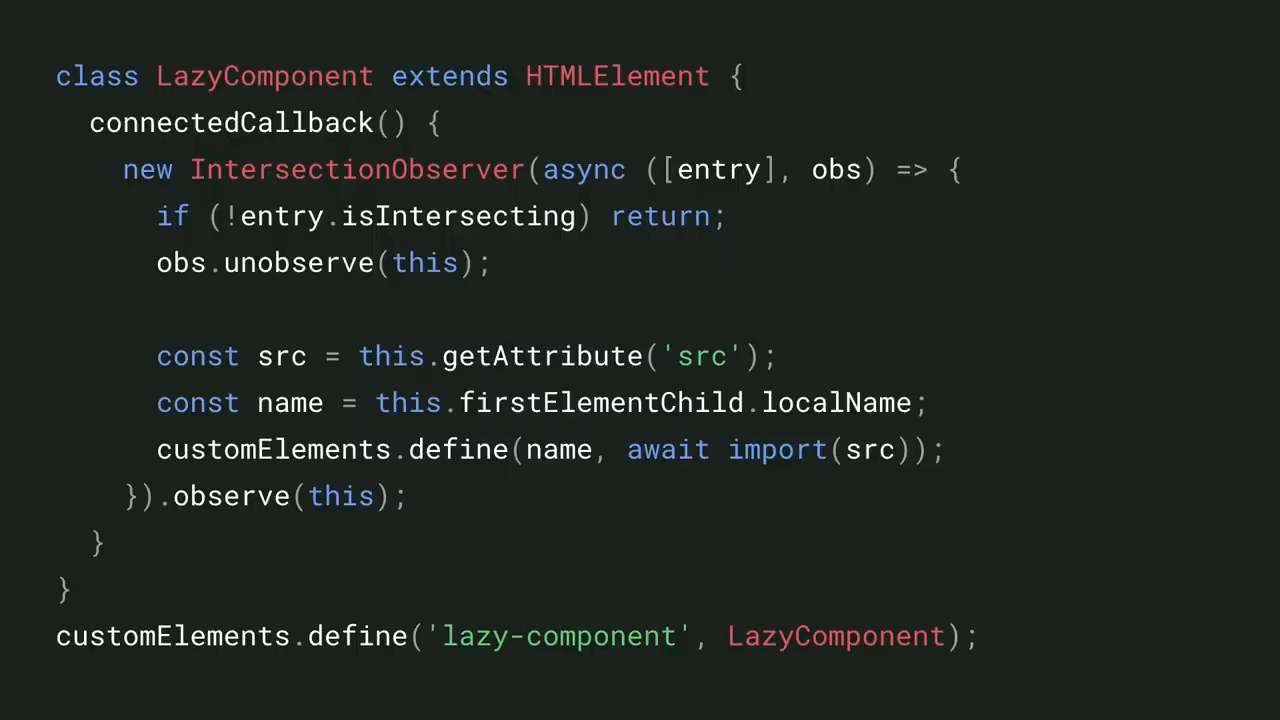 class LazyComponent extends HTMLElement {
  connectedCallback() {
    new IntersectionObserver(async ([entry], obs) => {
      if (!entry.isIntersecting) return;
      obs.unobserve(this);

      const src = this.getAttribute('src');
      const name = this.firstElementChild.localName;
      customElements.define(name, await import(src));
    }).observe(this);
  }
}
customElements.define('lazy-component', LazyComponent);